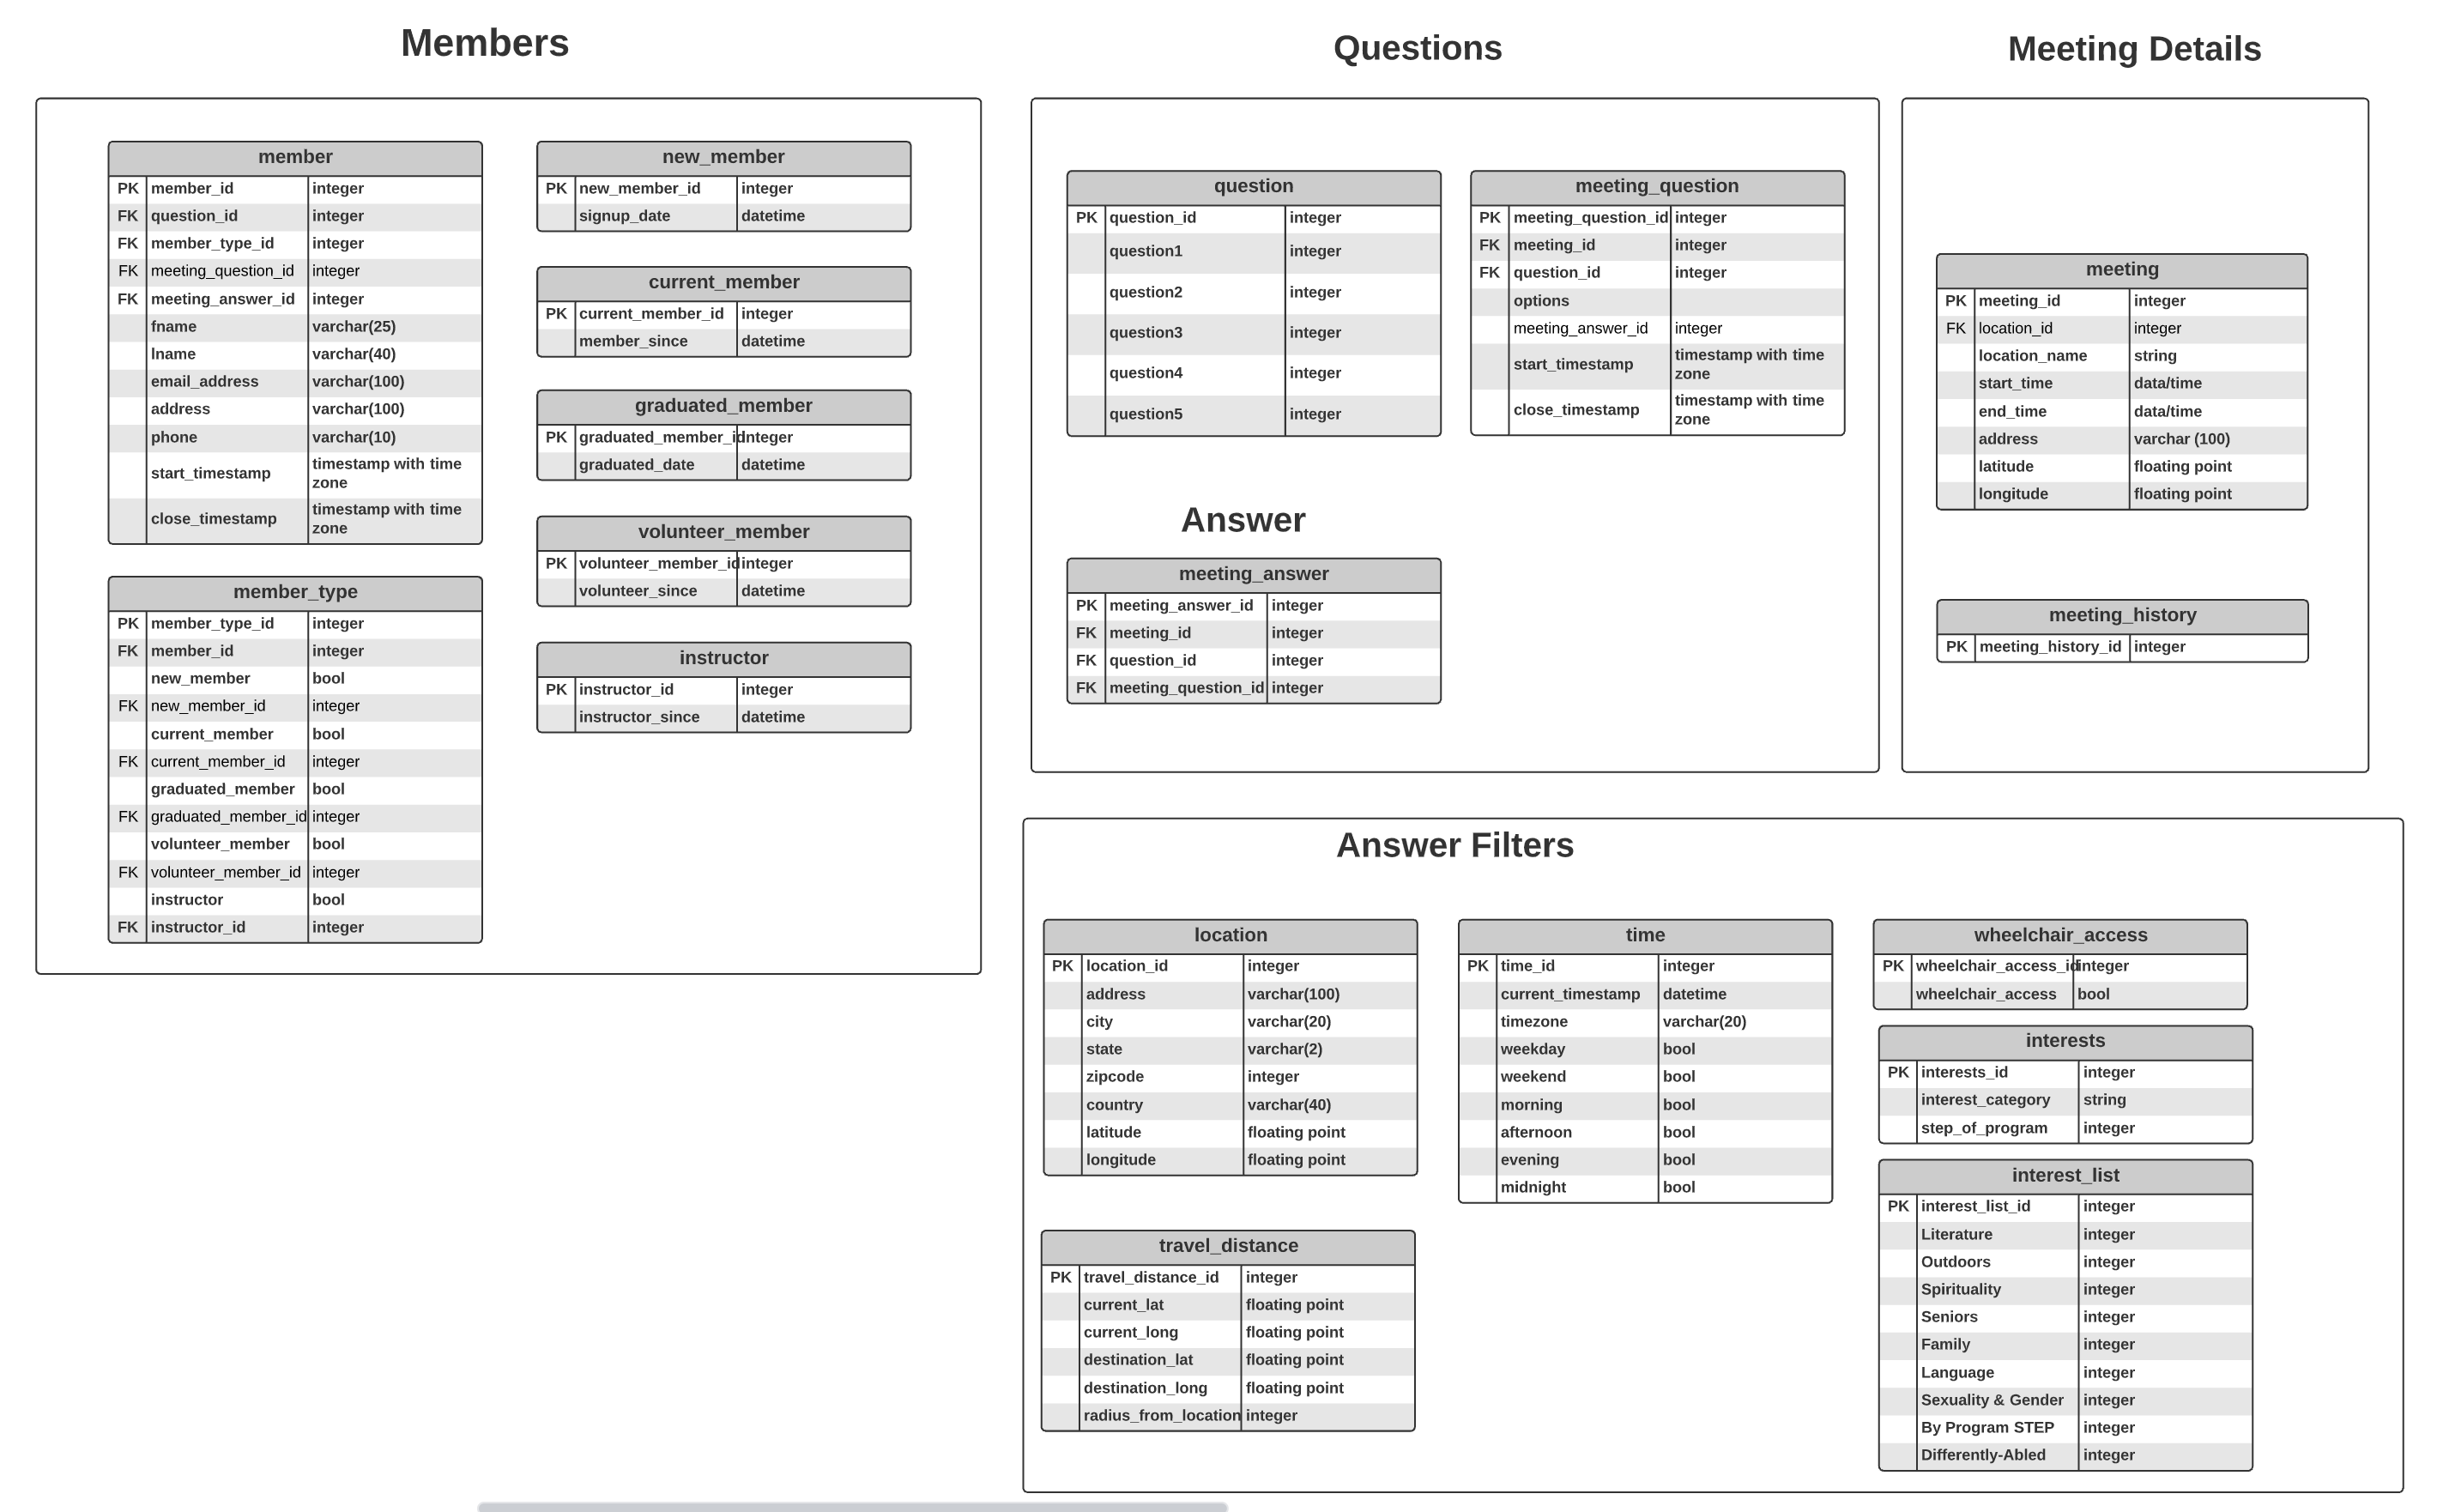 Members
member
PK member_id integer
FK question_id integer
FK member_type_id integer
FK meeting_question_id integer
FK meeting_answer_id integer
fname varchar(25)
lname varchar(40)
email_address varchar(100)
address varchar(100)
phone varchar(10)
start_timestamp timestamp with time
zone
close_timestamp timestamp with time
zone
member_type
PK member_type_id integer
FK member_id integer
new_member bool
FK new_member_id integer
current_member bool
FK current_member_id integer
graduated_member bool
FK graduated_member_id integer
volunteer_member bool
FK volunteer_member_id integer
instructor bool
FK instructor_id integer
new_member
PK new_member_id integer
signup_date datetime
current_member
PK current_member_id integer
member_since datetime
graduated_member
PK graduated_member_id integer
graduated_date datetime
volunteer_member
PK volunteer_member_id integer
volunteer_since datetime
instructor
PK instructor_id integer
instructor_since datetime
Questions
question
PK question_id integer
question1 integer
question2 integer
question3 integer
question4 integer
question5 integer
meeting_question
PK meeting_question_id integer
FK meeting_id integer
FK question_id integer
options
meeting_answer_id integer
start_timestamp timestamp with time
zone
close_timestamp timestamp with time
zone
Answer
meeting_answer
PK meeting_answer_id integer
FK meeting_id integer
FK question_id integer
FK meeting_question_id integer
Meeting Details
meeting
PK meeting_id integer
FK location_id integer
location_name string
start_time data/time
end_time data/time
address varchar (100)
latitude floating point
longitude floating point
meeting_history
PK meeting_history_id integer
Answer Filters
location
PK location_id integer
address varchar(100)
city varchar(20)
state varchar(2)
zipcode integer
country varchar(40)
latitude floating point
longitude floating point
travel_distance
PK travel_distance_id integer
current_lat floating point
current_long floating point
destination_lat floating point
destination_long floating point
radius_from_location integer
time
PK time_id integer
current_timestamp datetime
timezone varchar(20)
weekday bool
weekend bool
morning bool
afternoon bool
evening bool
midnight bool
wheelchair_access
PK wheelchair_access_id integer
wheelchair_access bool
interests
PK interests_id integer
interest_category string
step_of_program integer
interest_list
PK interest_list_id integer
Literature integer
Outdoors integer
Spirituality integer
Seniors integer
Family integer
Language integer
Sexuality & Gender integer
By Program STEP integer
Differently-Abled integer